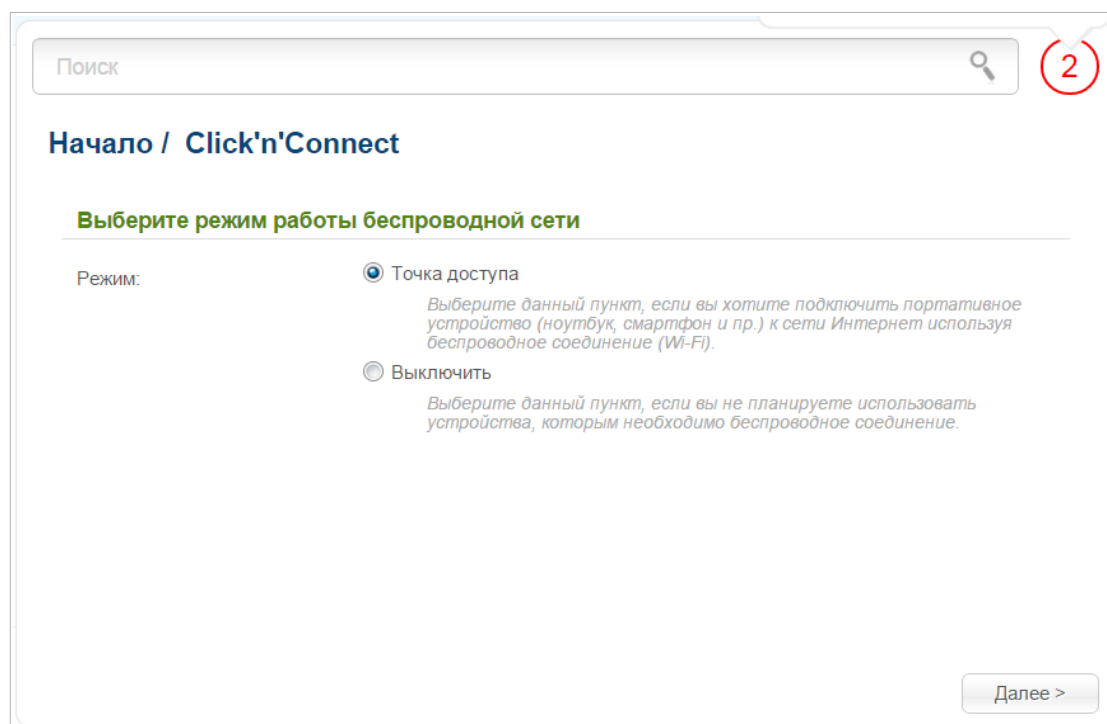 Поиск
2
Начало / Click'n'Connect
Выберите режим работы беспроводной сети
Режим:
Точка доступа
Выберите данный пункт, если вы хотите подключить портативное
устройство (ноутбук, смартфон и пр.) к сети Интернет используя
беспроводное соединение (Wi-Fi).
Выключить
Выберите данный пункт, если вы не планируете использовать
устройства, которым необходимо беспроводное соединение.
Далее >